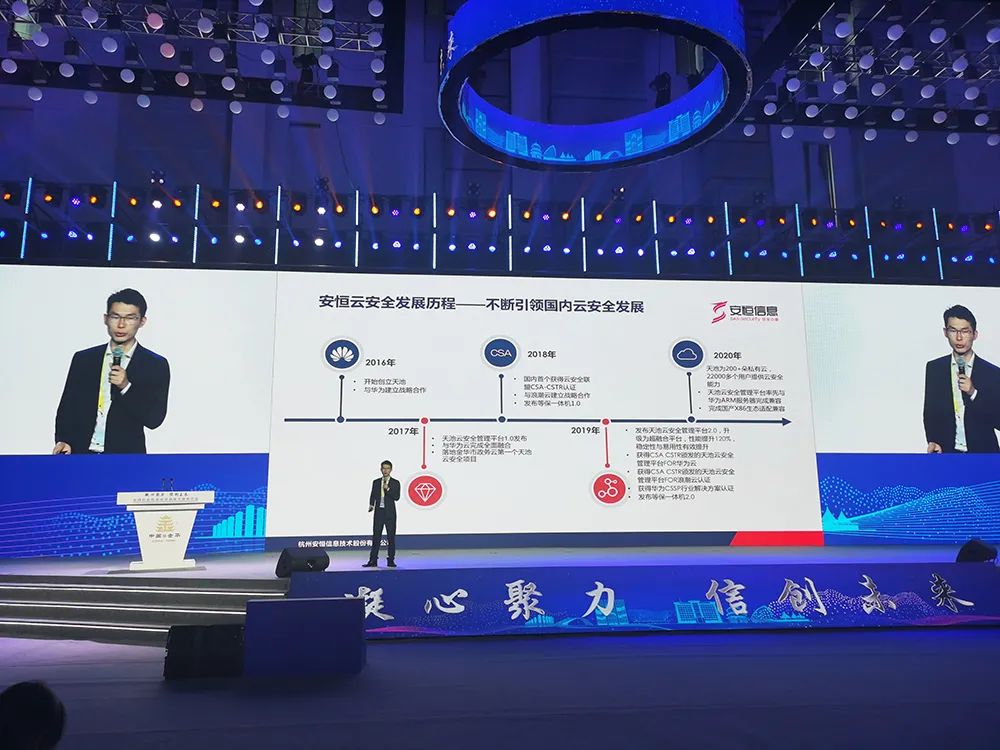 安恒云安全发展历程——不断引领国内云安全发展
安恒信息
DAS-SECURITY
2016年
开始创立天池
与华为建立战略合作
CSA
2018年
国内首个获得云安全联
盟CSA-CSTR认证
与浪潮云建立战略合作
发布等保一体机1.0
2020年
天池为200+朵私有云，
22000多个用户提供云安全
能力
天池云安全管理平台率先与
华为ARM服务器完成兼容
完成国产X86生态适配兼容
2017年
天池云安全管理平台1.0发布
与华为云完成全面融合
落地金华市政务云第一个天池
云安全项目
2019年
发布天池云安全管理平台2.0，升
级为超融合平台，性能提升120%，
稳定性与易用性有效提升
获得CSA CSTR颁发的天池云安全
管理平台FOR华为云
获得CSA CSTR颁发的天池云安全
管理平台FOR浪潮云认证
获得华为CSSP行业解决方案认证
发布等保一体机2.0
杭州安恒信息技术股份有
中国 金华
凝心聚力 信创未来